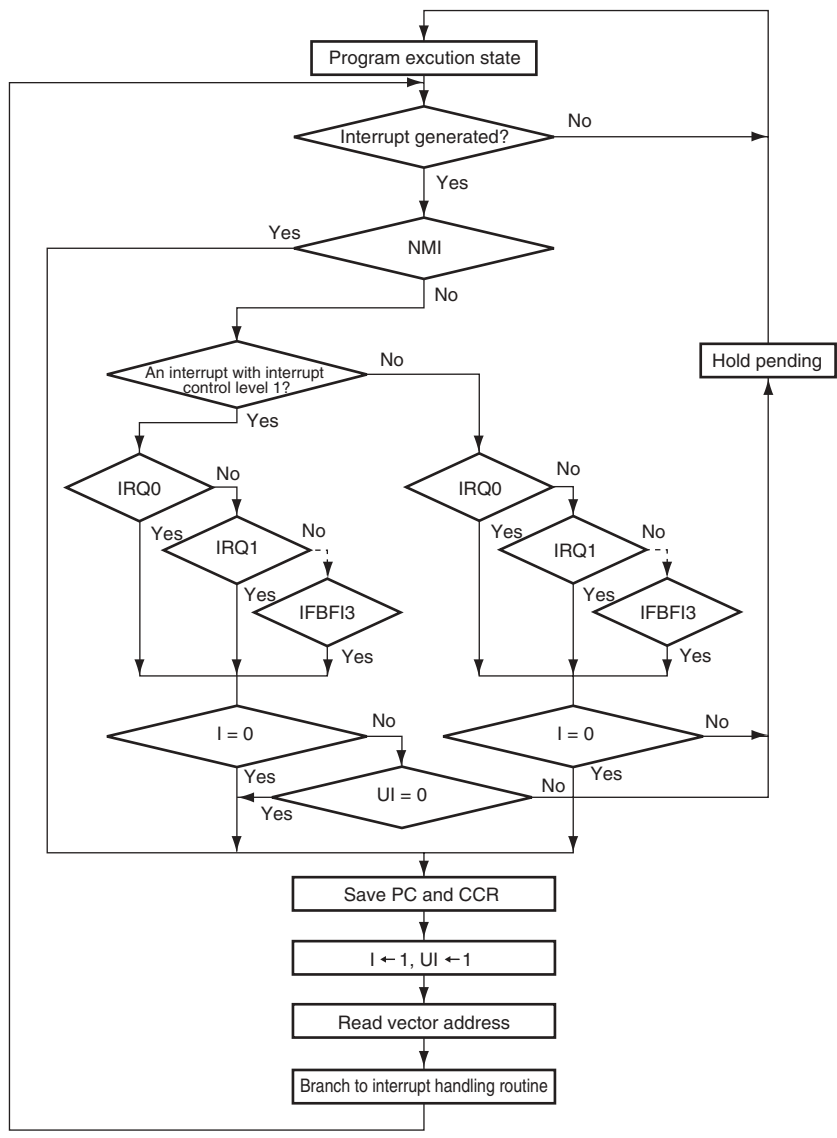 Program excution state
Interrupt generated?
No
Yes
Yes
NMI
No
An interrupt with interrupt
control level 1?
No
Hold pending
Yes
IRQ0
No
IRQ0
No
Yes
IRQ1
No
Yes
IRQ1
No
Yes
IFBFI3
Yes
IFBFI3
Yes
Yes
I = 0
No
I = 0
No
Yes
UI = 0
No
Yes
Yes
Save PC and CCR
I ← 1, UI ← 1
Read vector address
Branch to interrupt handling routine